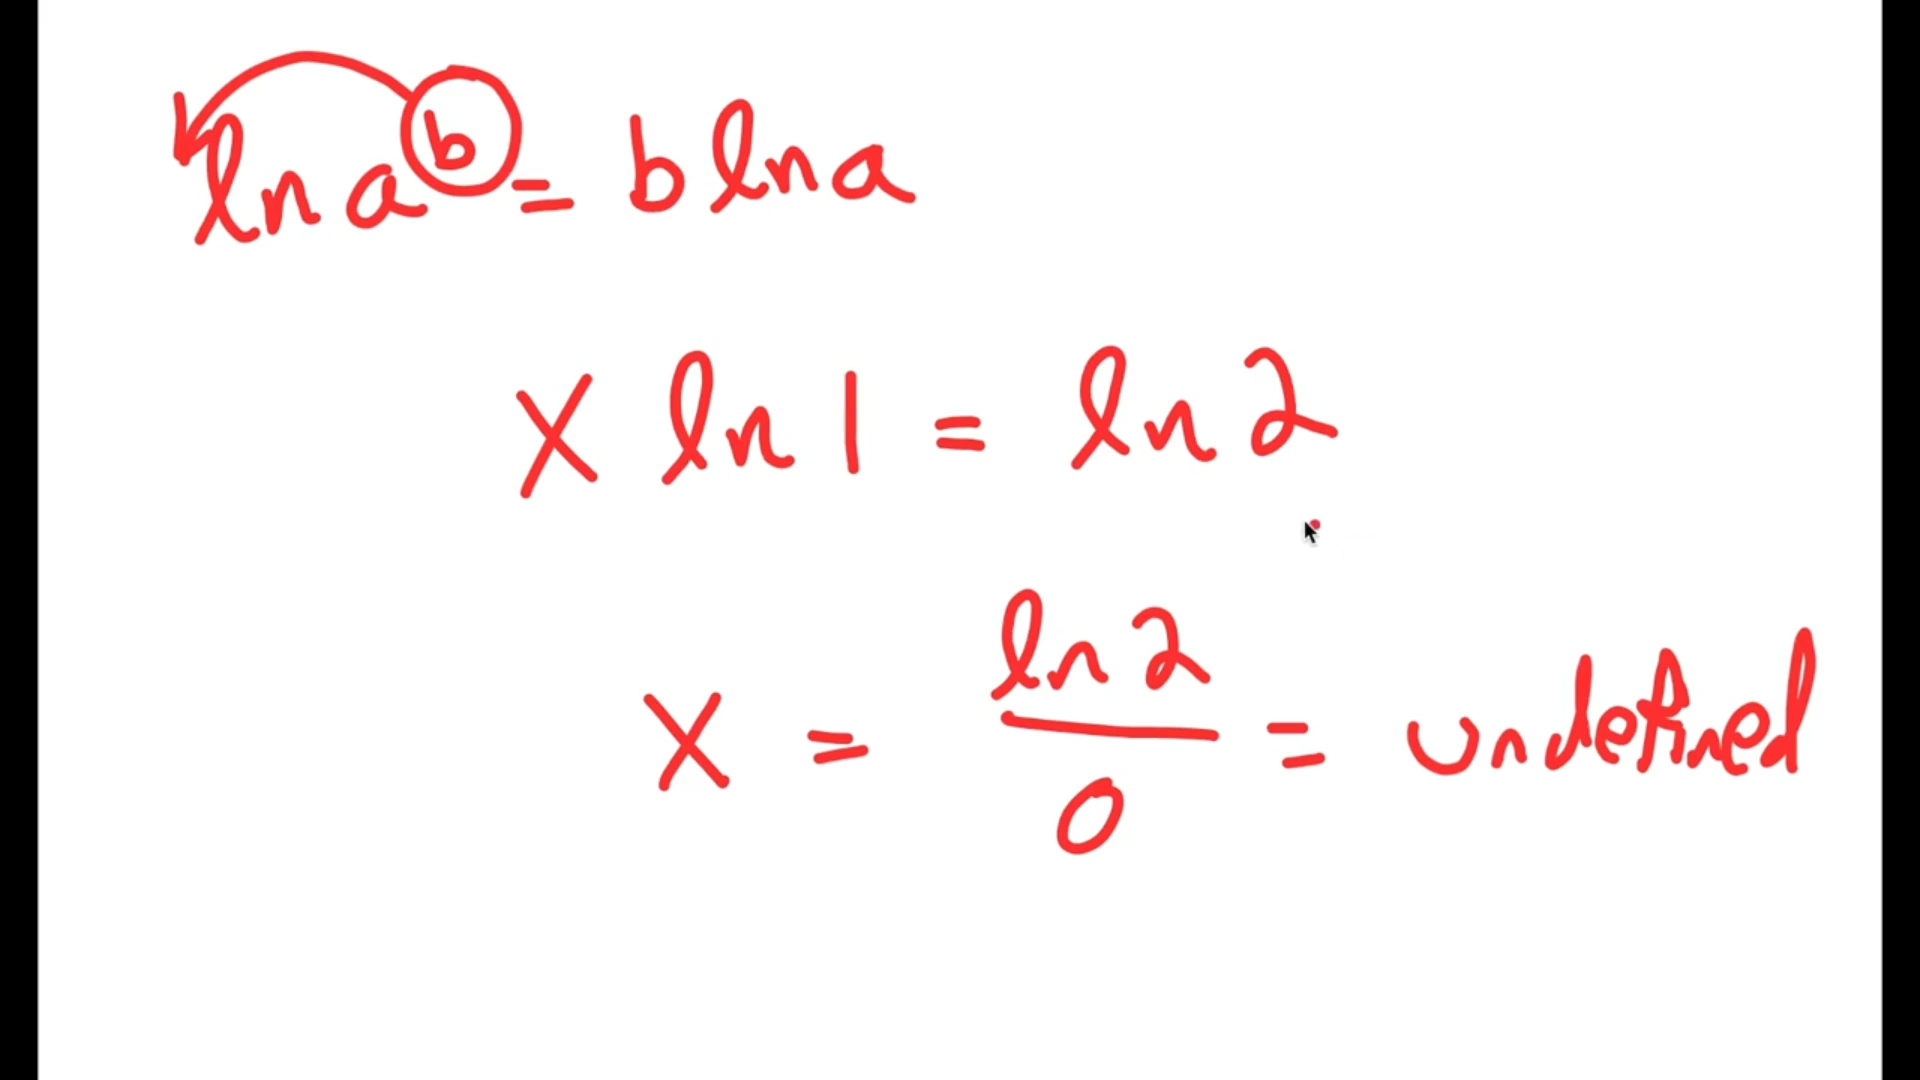 ln a^b = b ln a
x ln 1 = ln 2
x = ln 2 / 0 = undefined